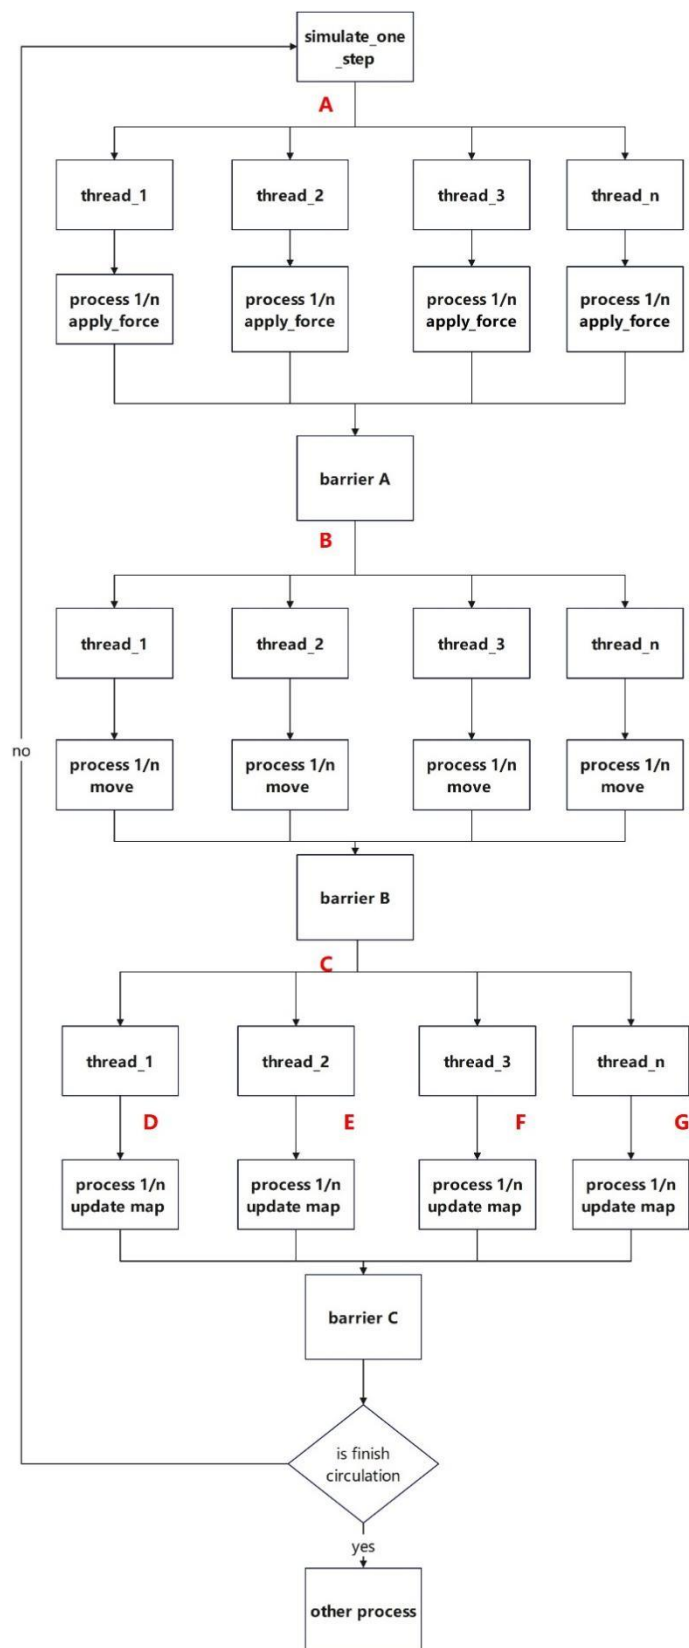 simulate_one
_step
A
thread_1
thread_2
thread_3
thread_n
process 1/n
apply_force
process 1/n
apply_force
process 1/n
apply_force
process 1/n
apply_force
barrier A
B
thread_1
thread_2
thread_3
thread_n
no
process 1/n
move
process 1/n
move
process 1/n
move
process 1/n
move
barrier B
C
thread_1
thread_2
thread_3
thread_n
D
E
F
G
process 1/n
update map
process 1/n
update map
process 1/n
update map
process 1/n
update map
barrier C
is finish
circulation
yes
other process